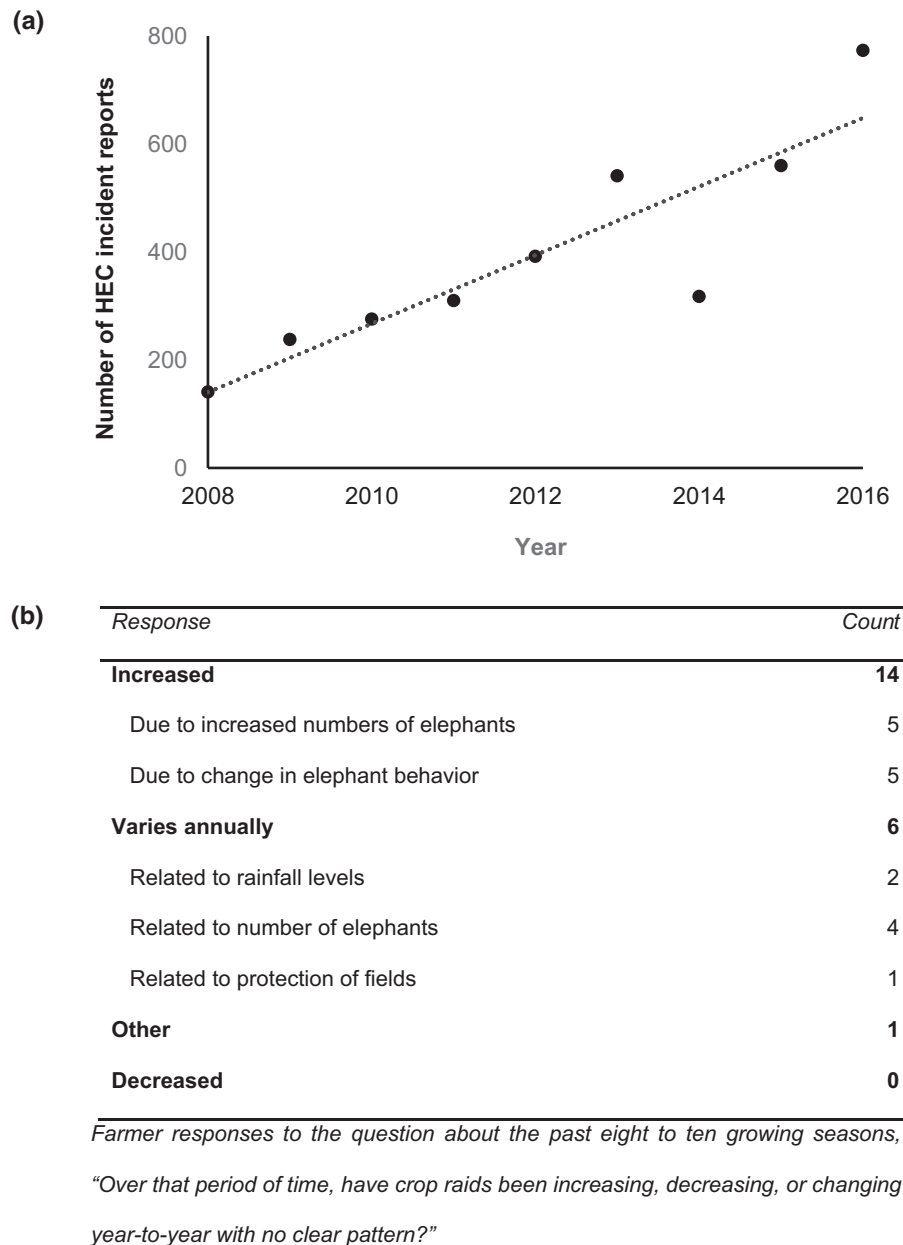 (a)
Number of HEC incident reports
800
600
400
200
0
2008 2010 2012 2014 2016
Year
(b)
Response Count
Increased 14
Due to increased numbers of elephants 5
Due to change in elephant behavior 5
Varies annually 6
Related to rainfall levels 2
Related to number of elephants 4
Related to protection of fields 1
Other 1
Decreased 0
Farmer responses to the question about the past eight to ten growing seasons,
“Over that period of time, have crop raids been increasing, decreasing, or changing
year-to-year with no clear pattern?”